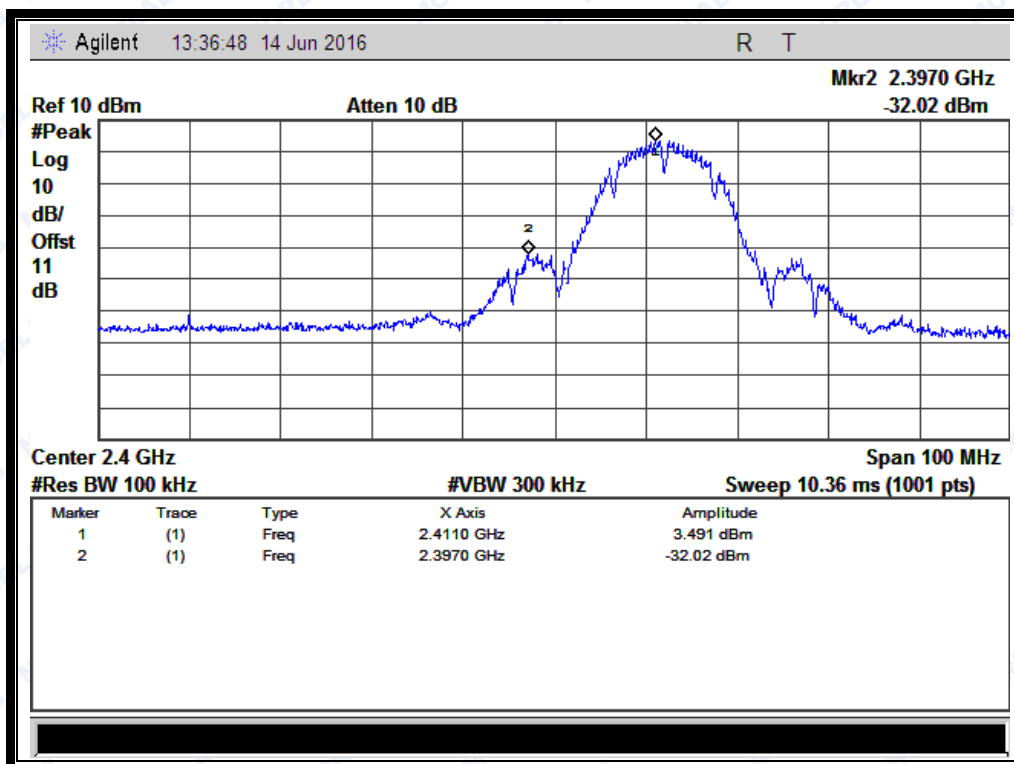 Agilent 13:36:48 14 Jun 2016 R T
Mkr2 2.3970 GHz
Ref 10 dBm Atten 10 dB -32.02 dBm
#Peak
Log
10
dB/
Offst
11
dB
1
2
Center 2.4 GHz Span 100 MHz
#Res BW 100 kHz #VBW 300 kHz Sweep 10.36 ms (1001 pts)
Marker Trace Type X Axis Amplitude
1 (1) Freq 2.4110 GHz 3.491 dBm
2 (1) Freq 2.3970 GHz -32.02 dBm